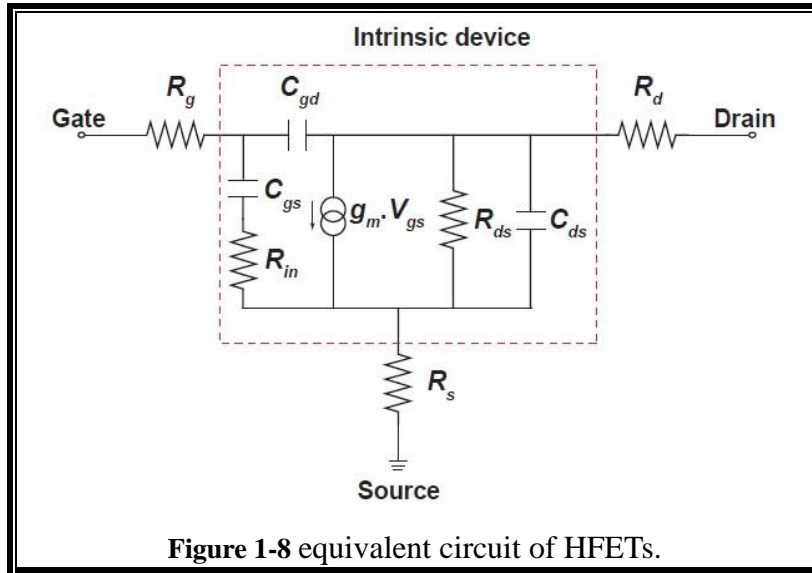 Intrinsic device
R_g
C_gd
R_d
Gate
Drain
C_gs
g_m.V_gs
R_ds
C_ds
R_in
R_s
Source
Figure 1-8 equivalent circuit of HFETs.